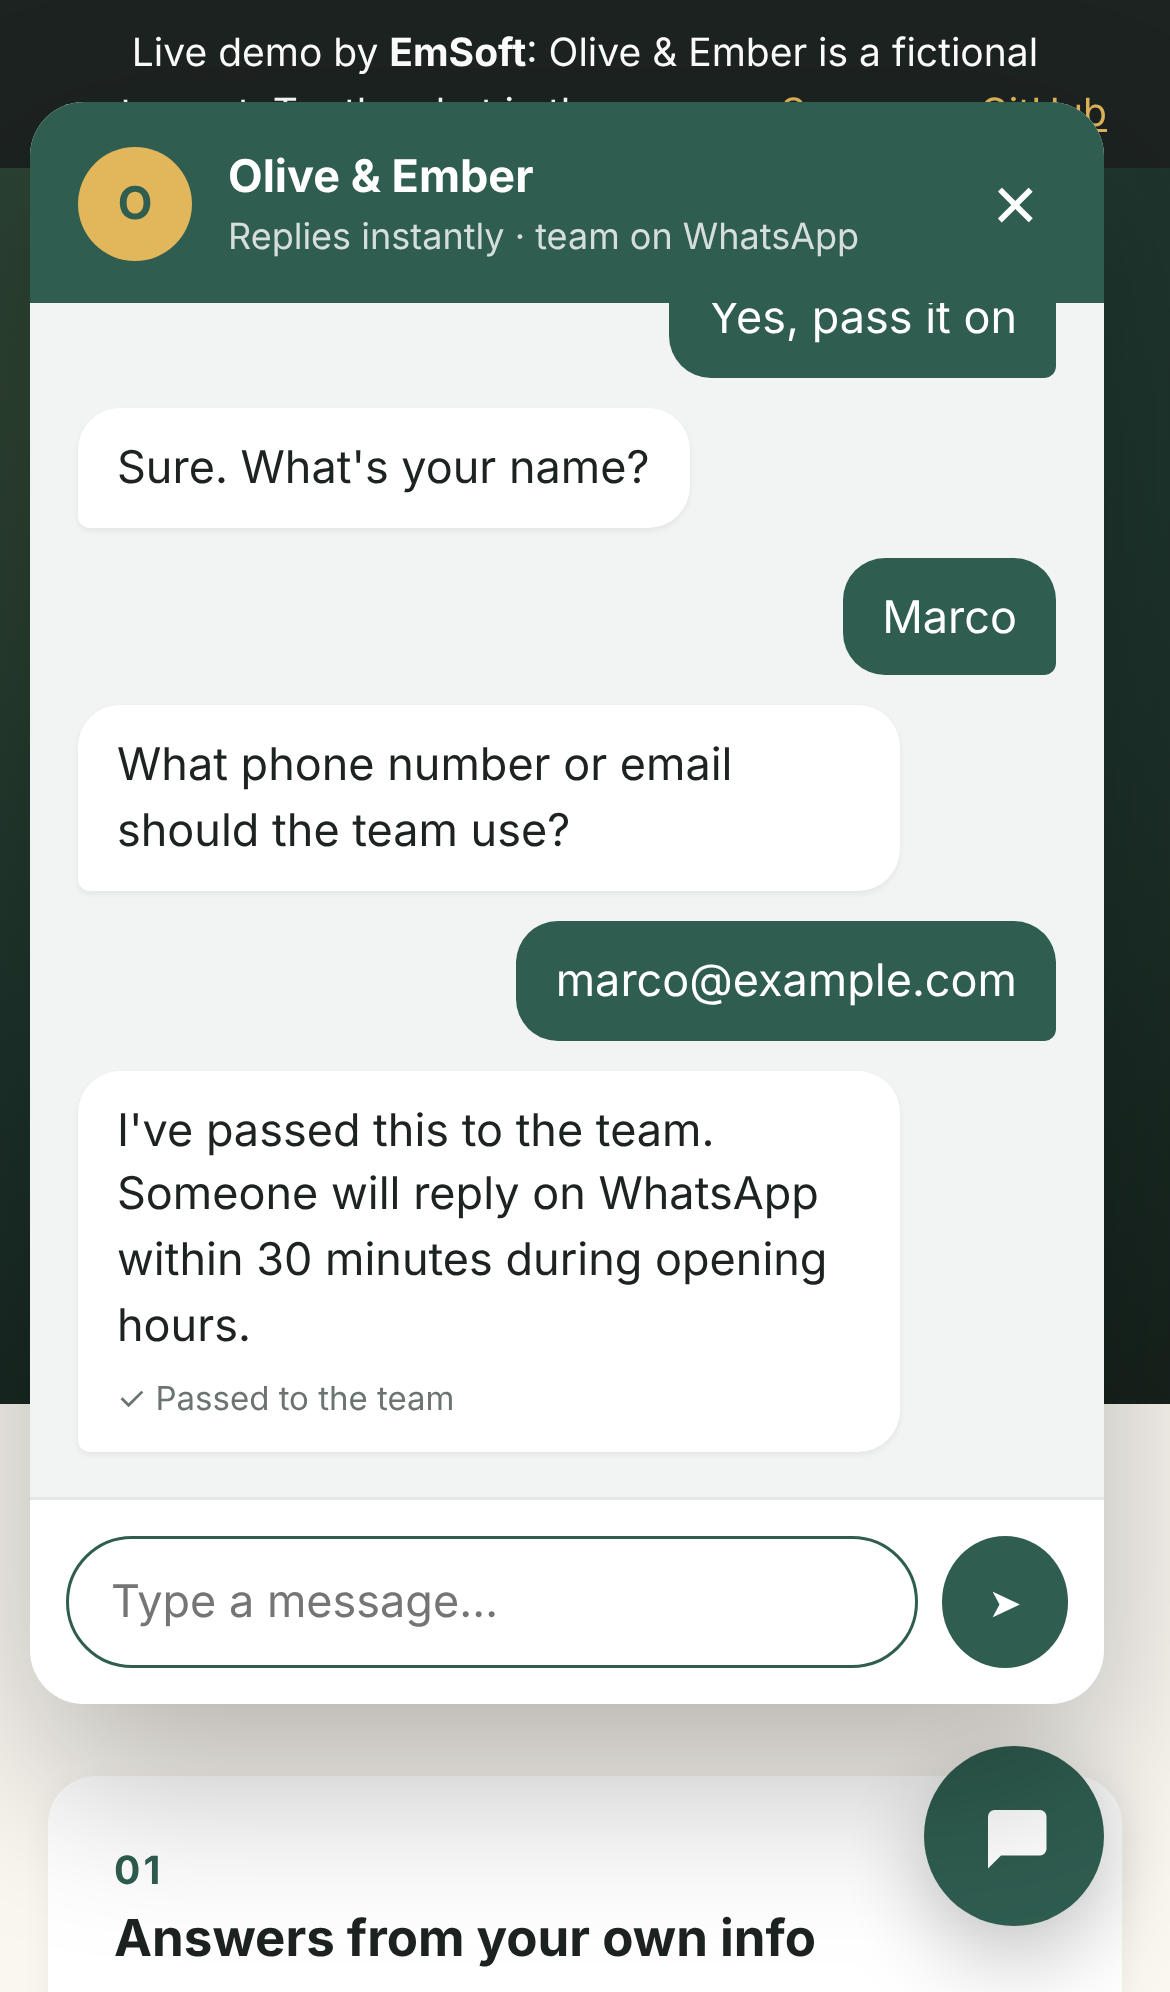 Live demo by EmSoft: Olive & Ember is a fictional
Olive & Ember
Replies instantly · team on WhatsApp
Yes, pass it on
Sure. What's your name?
Marco
What phone number or email
should the team use?
marco@example.com
I've passed this to the team.
Someone will reply on WhatsApp
within 30 minutes during opening
hours.
✓ Passed to the team
Type a message...
01
Answers from your own info